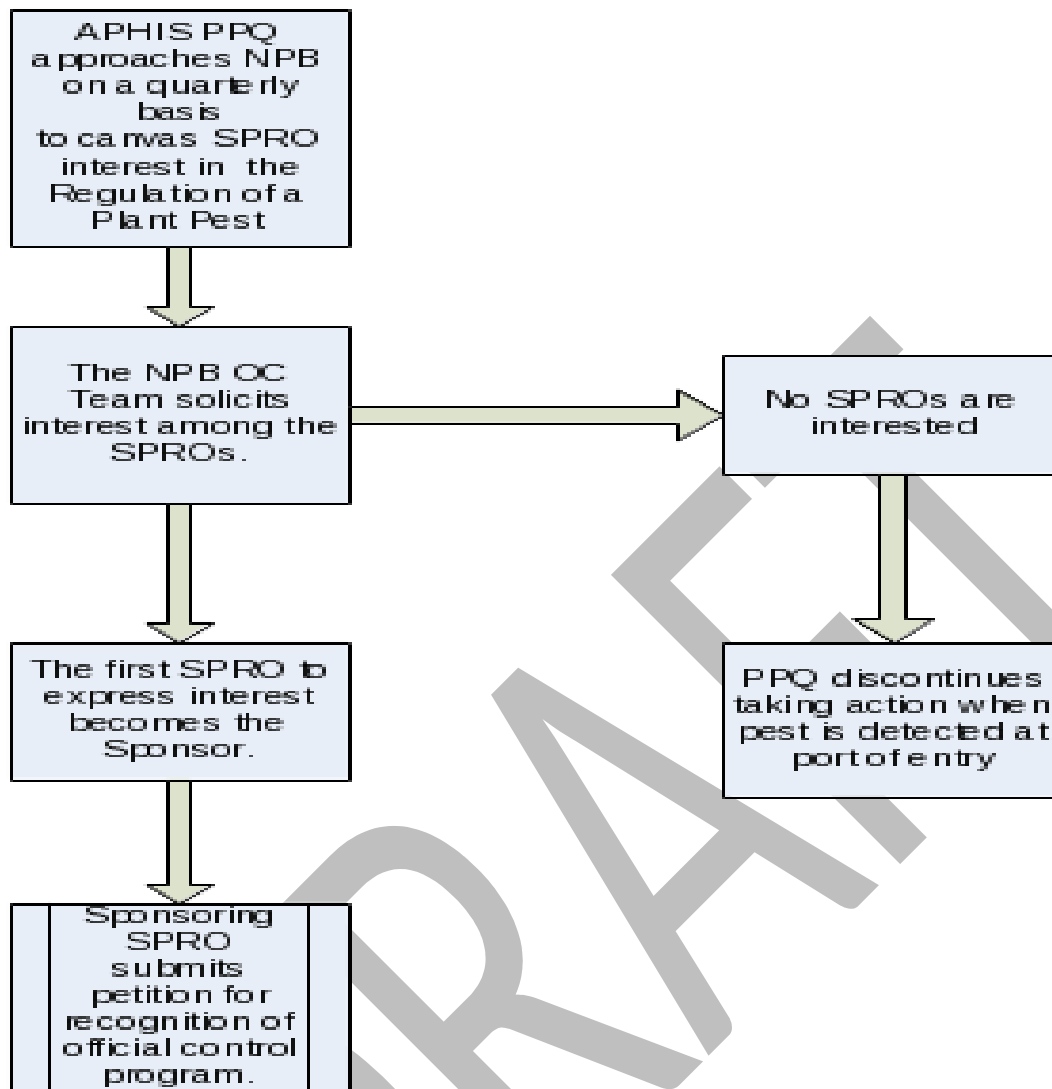 APHIS PPQ
approaches NPB
on a quarterly
basis
to canvas SPRO
interest in the
Regulation of a
Plant Pest
The NPB OC
Team solicits
interest among the
SPROs.
No SPROs are
interested
The first SPRO to
express interest
becomes the
Sponsor.
PPQ discontinues
taking action when
pest is detected at
port of entry
Sponsoring
SPRO
submits
petition for
recognition of
official control
program.
DRAFT